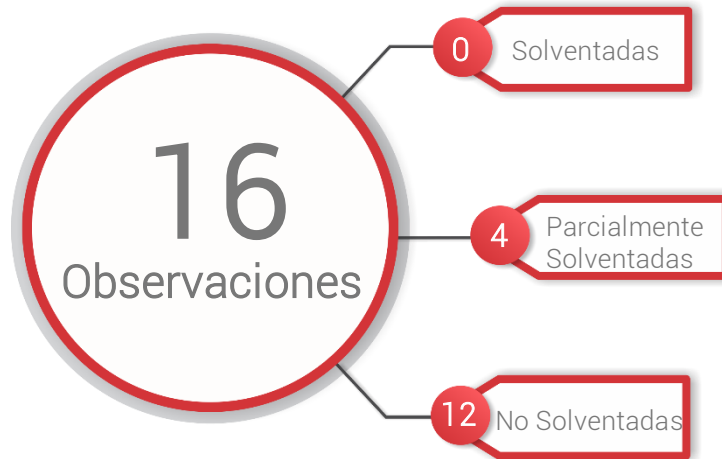 16
Observaciones
0
Solventadas
4
Parcialmente
Solventadas
12
No Solventadas